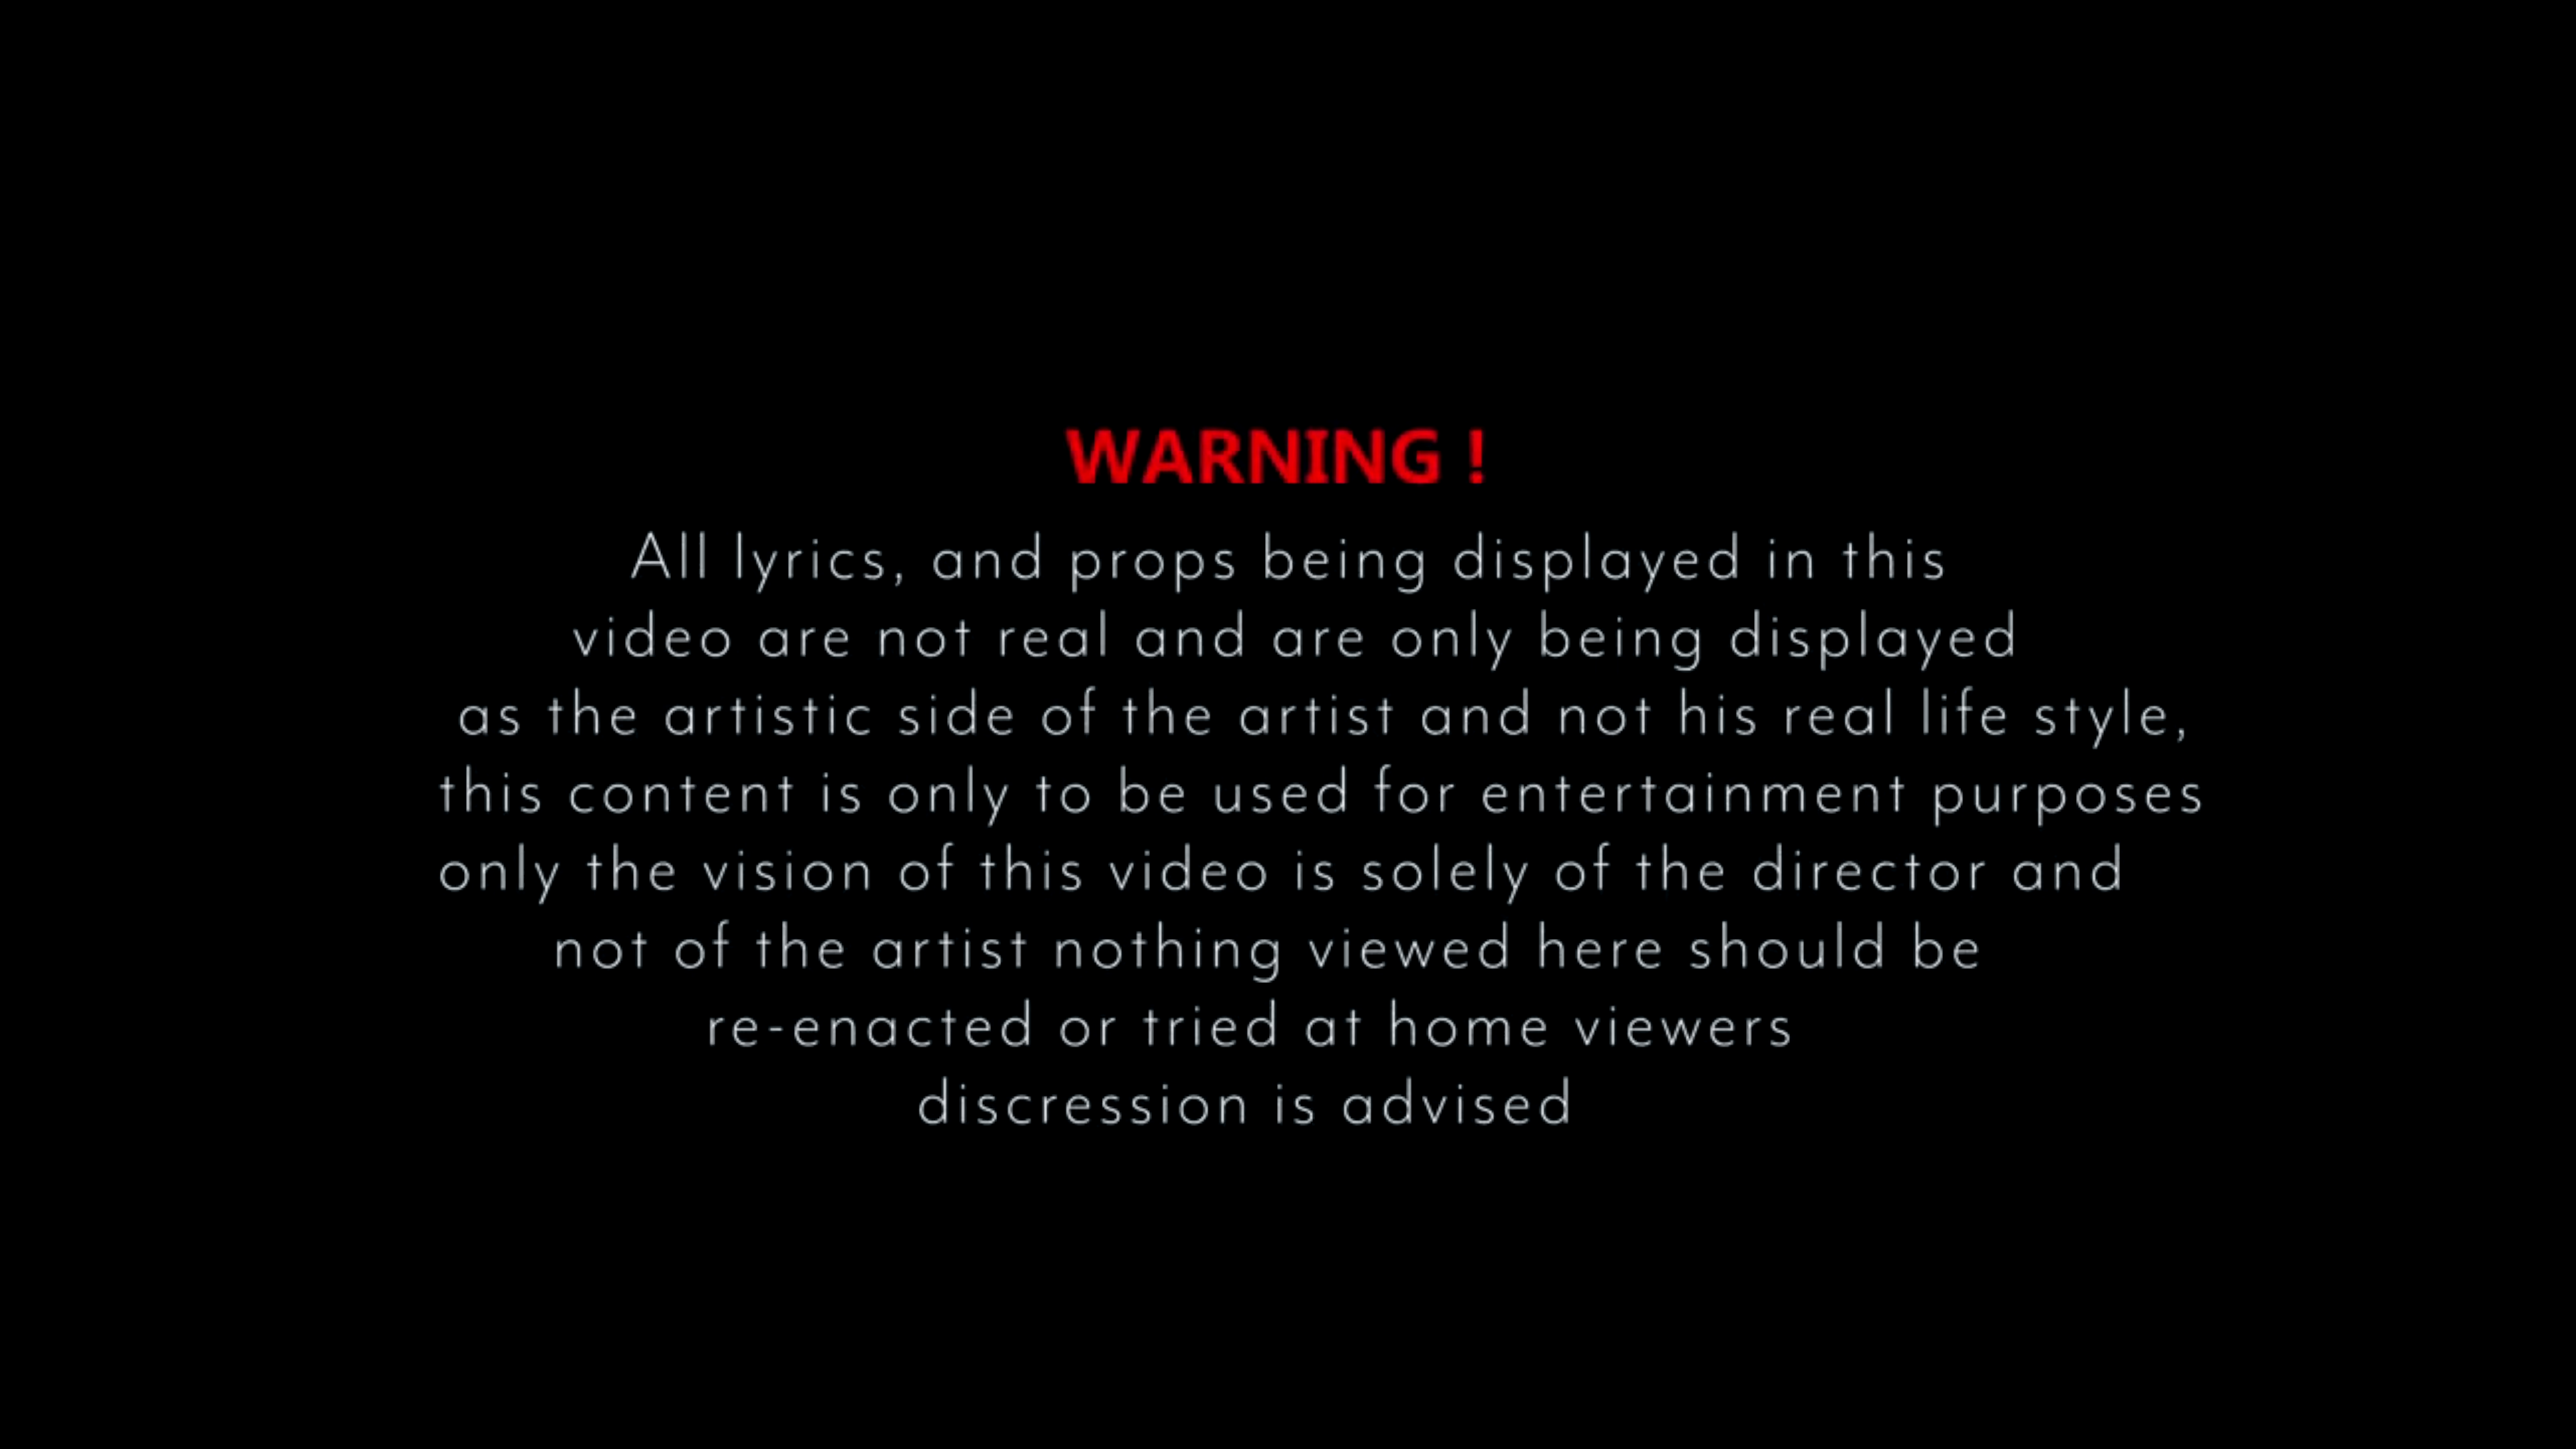 WARNING !
All lyrics, and props being displayed in this
video are not real and are only being displayed
as the artistic side of the artist and not his real life style,
this content is only to be used for entertainment purposes
only the vision of this video is solely of the director and
not of the artist nothing viewed here should be
re-enacted or tried at home viewers
discression is advised